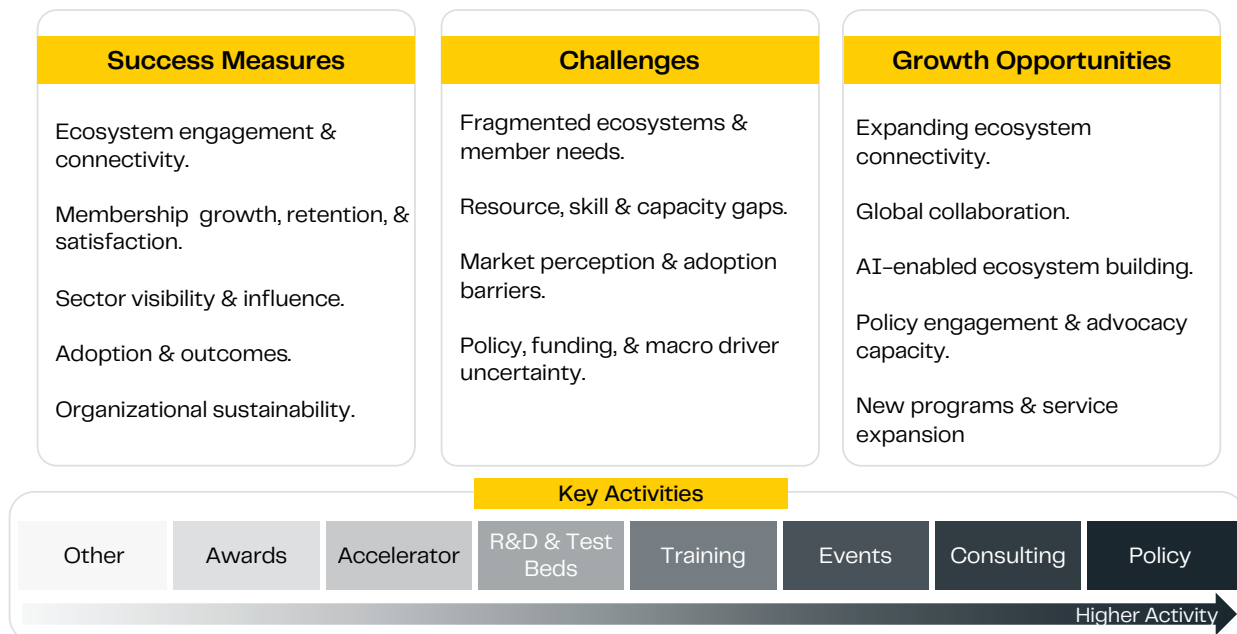 Success Measures
Ecosystem engagement &
connectivity.
Membership growth, retention, &
satisfaction.
Sector visibility & influence.
Adoption & outcomes.
Organizational sustainability.
Challenges
Fragmented ecosystems &
member needs.
Resource, skill & capacity gaps.
Market perception & adoption
barriers.
Policy, funding, & macro driver
uncertainty.
Growth Opportunities
Expanding ecosystem
connectivity.
Global collaboration.
AI-enabled ecosystem building.
Policy engagement & advocacy
capacity.
New programs & service
expansion
Key Activities
Other
Awards
Accelerator
R&D & Test
Beds
Training
Events
Consulting
Policy
Higher Activity